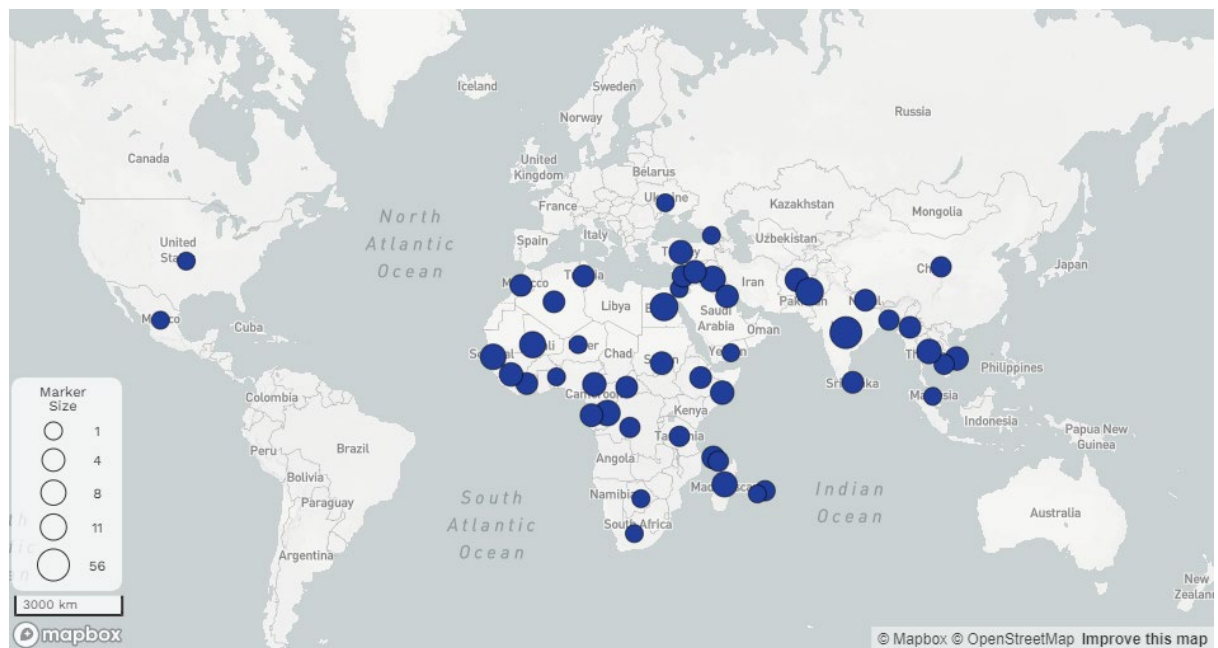 Iceland
Sweden
Russia
Norway
Canada
United
Kingdom
Belarus
North
Atlantic
Ocean
France
Kazakhstan
Mongolia
United
Spain
Italy
Uzbekistan
Japan
Iran
Libya
Saudi
Arabia
Oman
Cuba
Chad
Philippines
Marker
Size
1
4
8
11
56
Colombia
Kenya
Indonesia
Papua New
Guinea
Peru
Brazil
Angola
Bolivia
Namibia
Paraguay
South
Atlantic
Ocean
Indian
Ocean
Australia
South Africa
Argentina
New
Zealan
3000 km
mapbox
© Mapbox © OpenStreetMap Improve this map